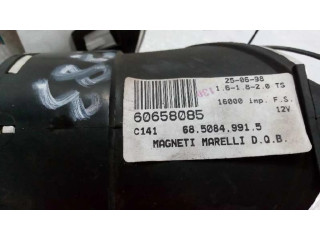 25-06-98
1.6-1.8-2.0 TS
16000 imp. F.S.
60658085
12V
C141 68.5084.991.5
MAGNETI MARELLI D.Q.B.